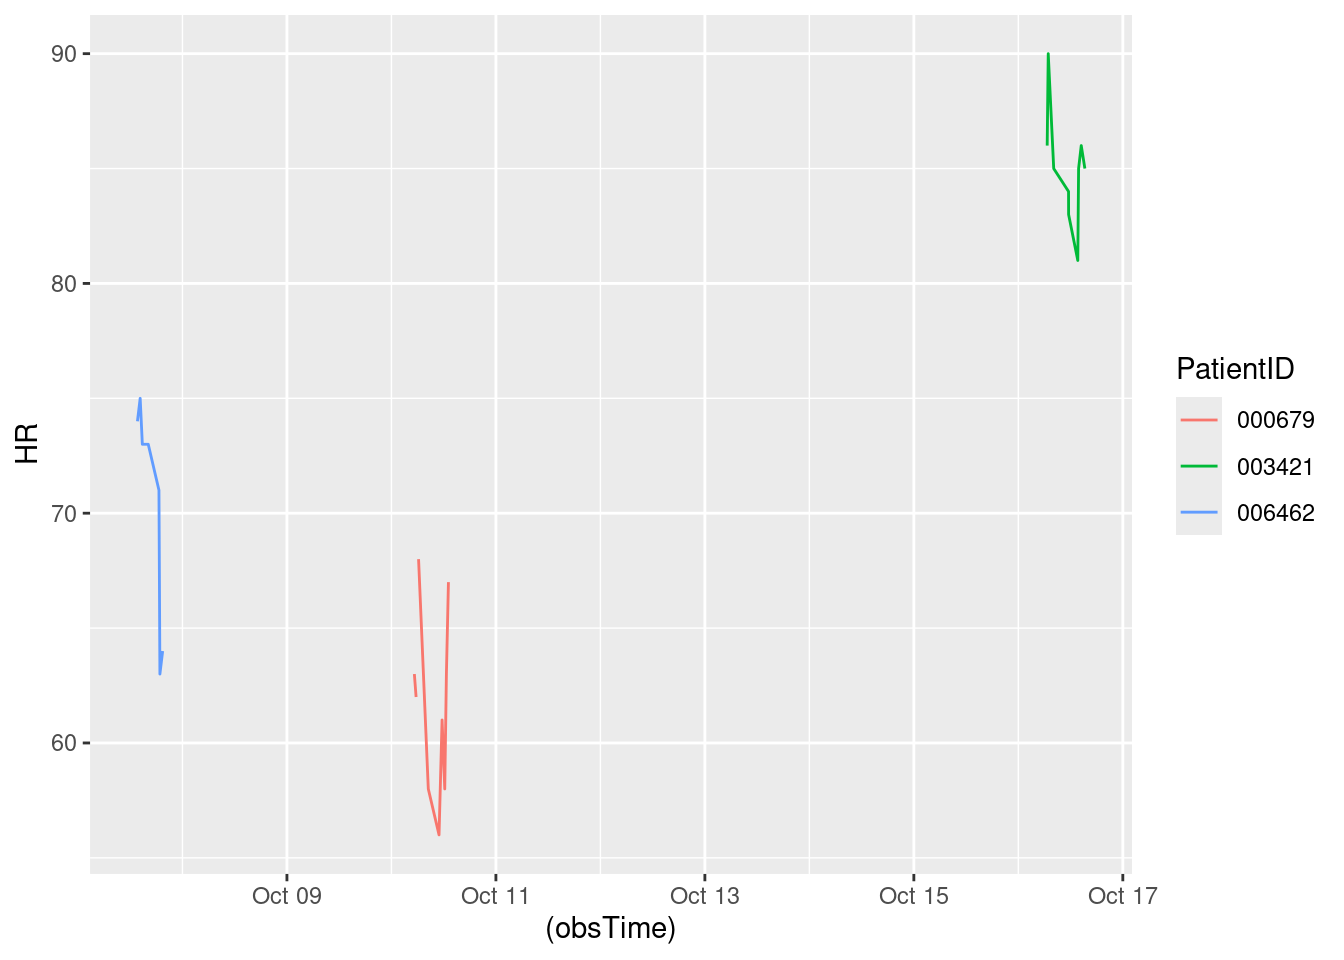 90
80
70
60
HR
Oct 09
Oct 11
Oct 13
Oct 15
Oct 17
(obsTime)
PatientID
000679
003421
006462